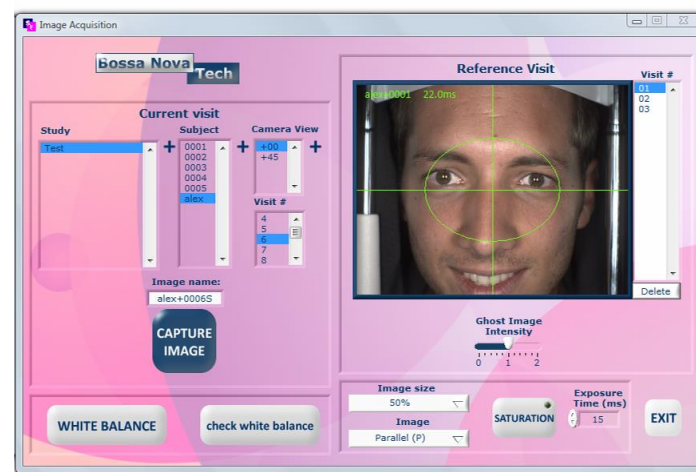 Image Acquisition
Bossa Nova
Tech
Current visit
Study
Subject
Camera View
Test
0001
0002
0003
0004
0005
alex
+00
+45
Visit #
4
5
6
7
8
Image name:
alex+0006S
CAPTURE
IMAGE
WHITE BALANCE
check white balance
Reference Visit
Visit #
alex+0001 22.0ms
01
02
03
Delete
Ghost Image
Intensity
0 1 2
Image size
50%
Image
Parallel (P)
SATURATION
Exposure
Time (ms)
15
EXIT